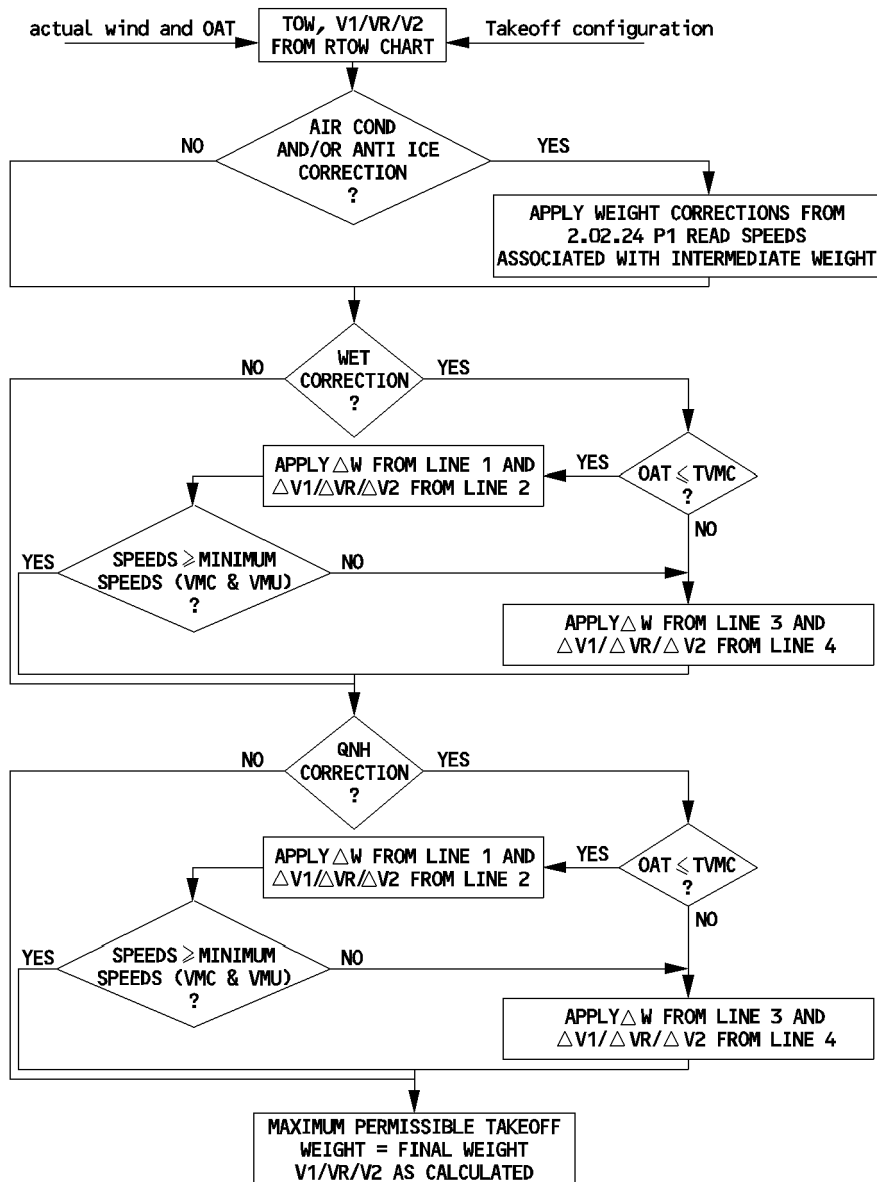 actual wind and OAT
TOW, V1/VR/V2
FROM RTOW CHART
Takeoff configuration
NO
AIR COND
AND/OR ANTI ICE
CORRECTION
?
YES
APPLY WEIGHT CORRECTIONS FROM
2.02.24 P1 READ SPEEDS
ASSOCIATED WITH INTERMEDIATE WEIGHT
NO
WET
CORRECTION
?
YES
APPLY △W FROM LINE 1 AND
△V1/△VR/△V2 FROM LINE 2
YES
OAT ⩽ TVMC
?
NO
YES
SPEEDS ⩾ MINIMUM
SPEEDS (VMC & VMU)
?
NO
APPLY △ W FROM LINE 3 AND
△V1/△ VR/△ V2 FROM LINE 4
NO
QNH
CORRECTION
?
YES
APPLY △W FROM LINE 1 AND
△V1/△VR/△V2 FROM LINE 2
YES
OAT ⩽ TVMC
?
NO
YES
SPEEDS ⩾ MINIMUM
SPEEDS (VMC & VMU)
?
NO
APPLY △ W FROM LINE 3 AND
△V1/△ VR/△ V2 FROM LINE 4
MAXIMUM PERMISSIBLE TAKEOFF
WEIGHT = FINAL WEIGHT
V1/VR/V2 AS CALCULATED